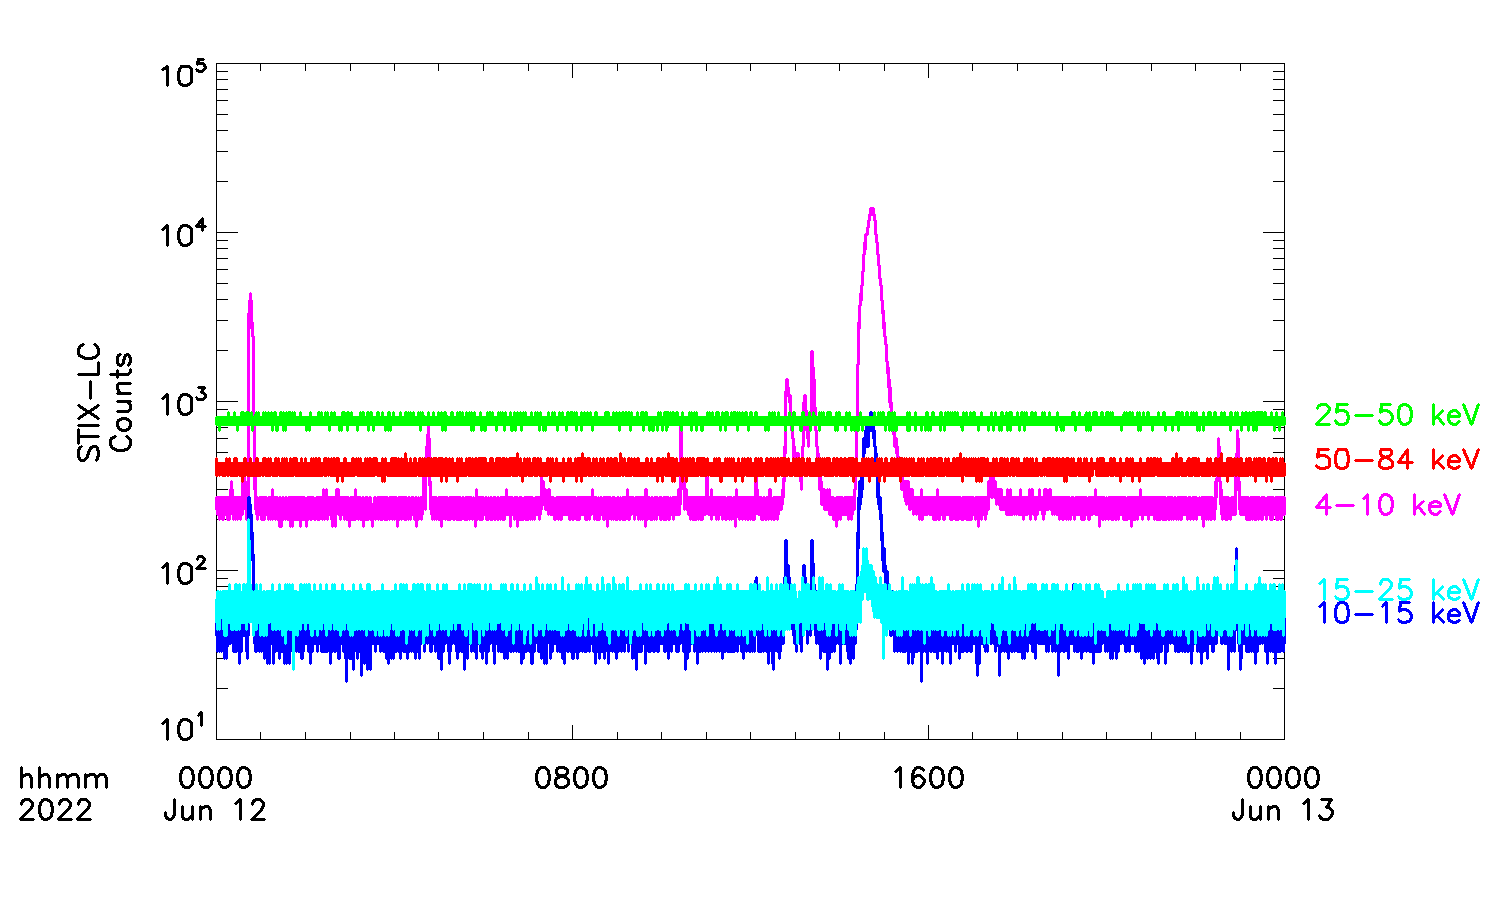 10^5
10^4
10^3
10^2
10^1
STIX-LC
Counts
25-50 keV
50-84 keV
4-10 keV
15-25 keV
10-15 keV
hhmm 0000 0800 1600 0000
2022 Jun 12 Jun 13